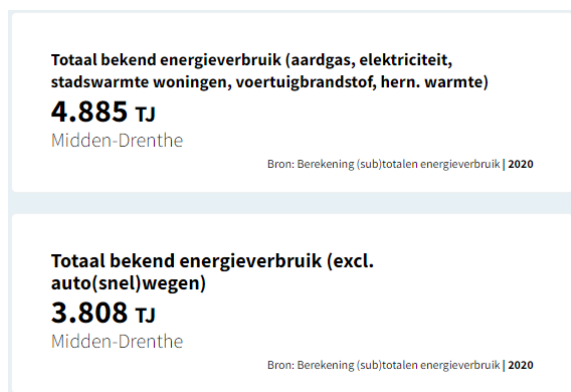 Totaal bekend energieverbruik (aardgas, elektriciteit,
stadswarmte woningen, voertuigbrandstof, hern. warmte)
4.885 TJ
Midden-Drenthe
Bron: Berekening (sub)totalen energieverbruik | 2020
Totaal bekend energieverbruik (excl.
auto(snel)wegen)
3.808 TJ
Midden-Drenthe
Bron: Berekening (sub)totalen energieverbruik | 2020